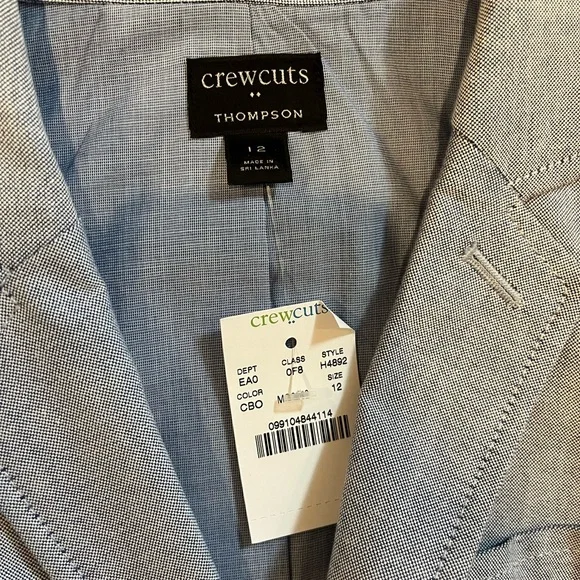 crewcuts
THOMPSON
12
MADE IN
SRI LANKA
crewcuts
DEPT CLASS STYLE
EA0 0F8 H4892
COLOR SIZE
CBO 12
099104844114